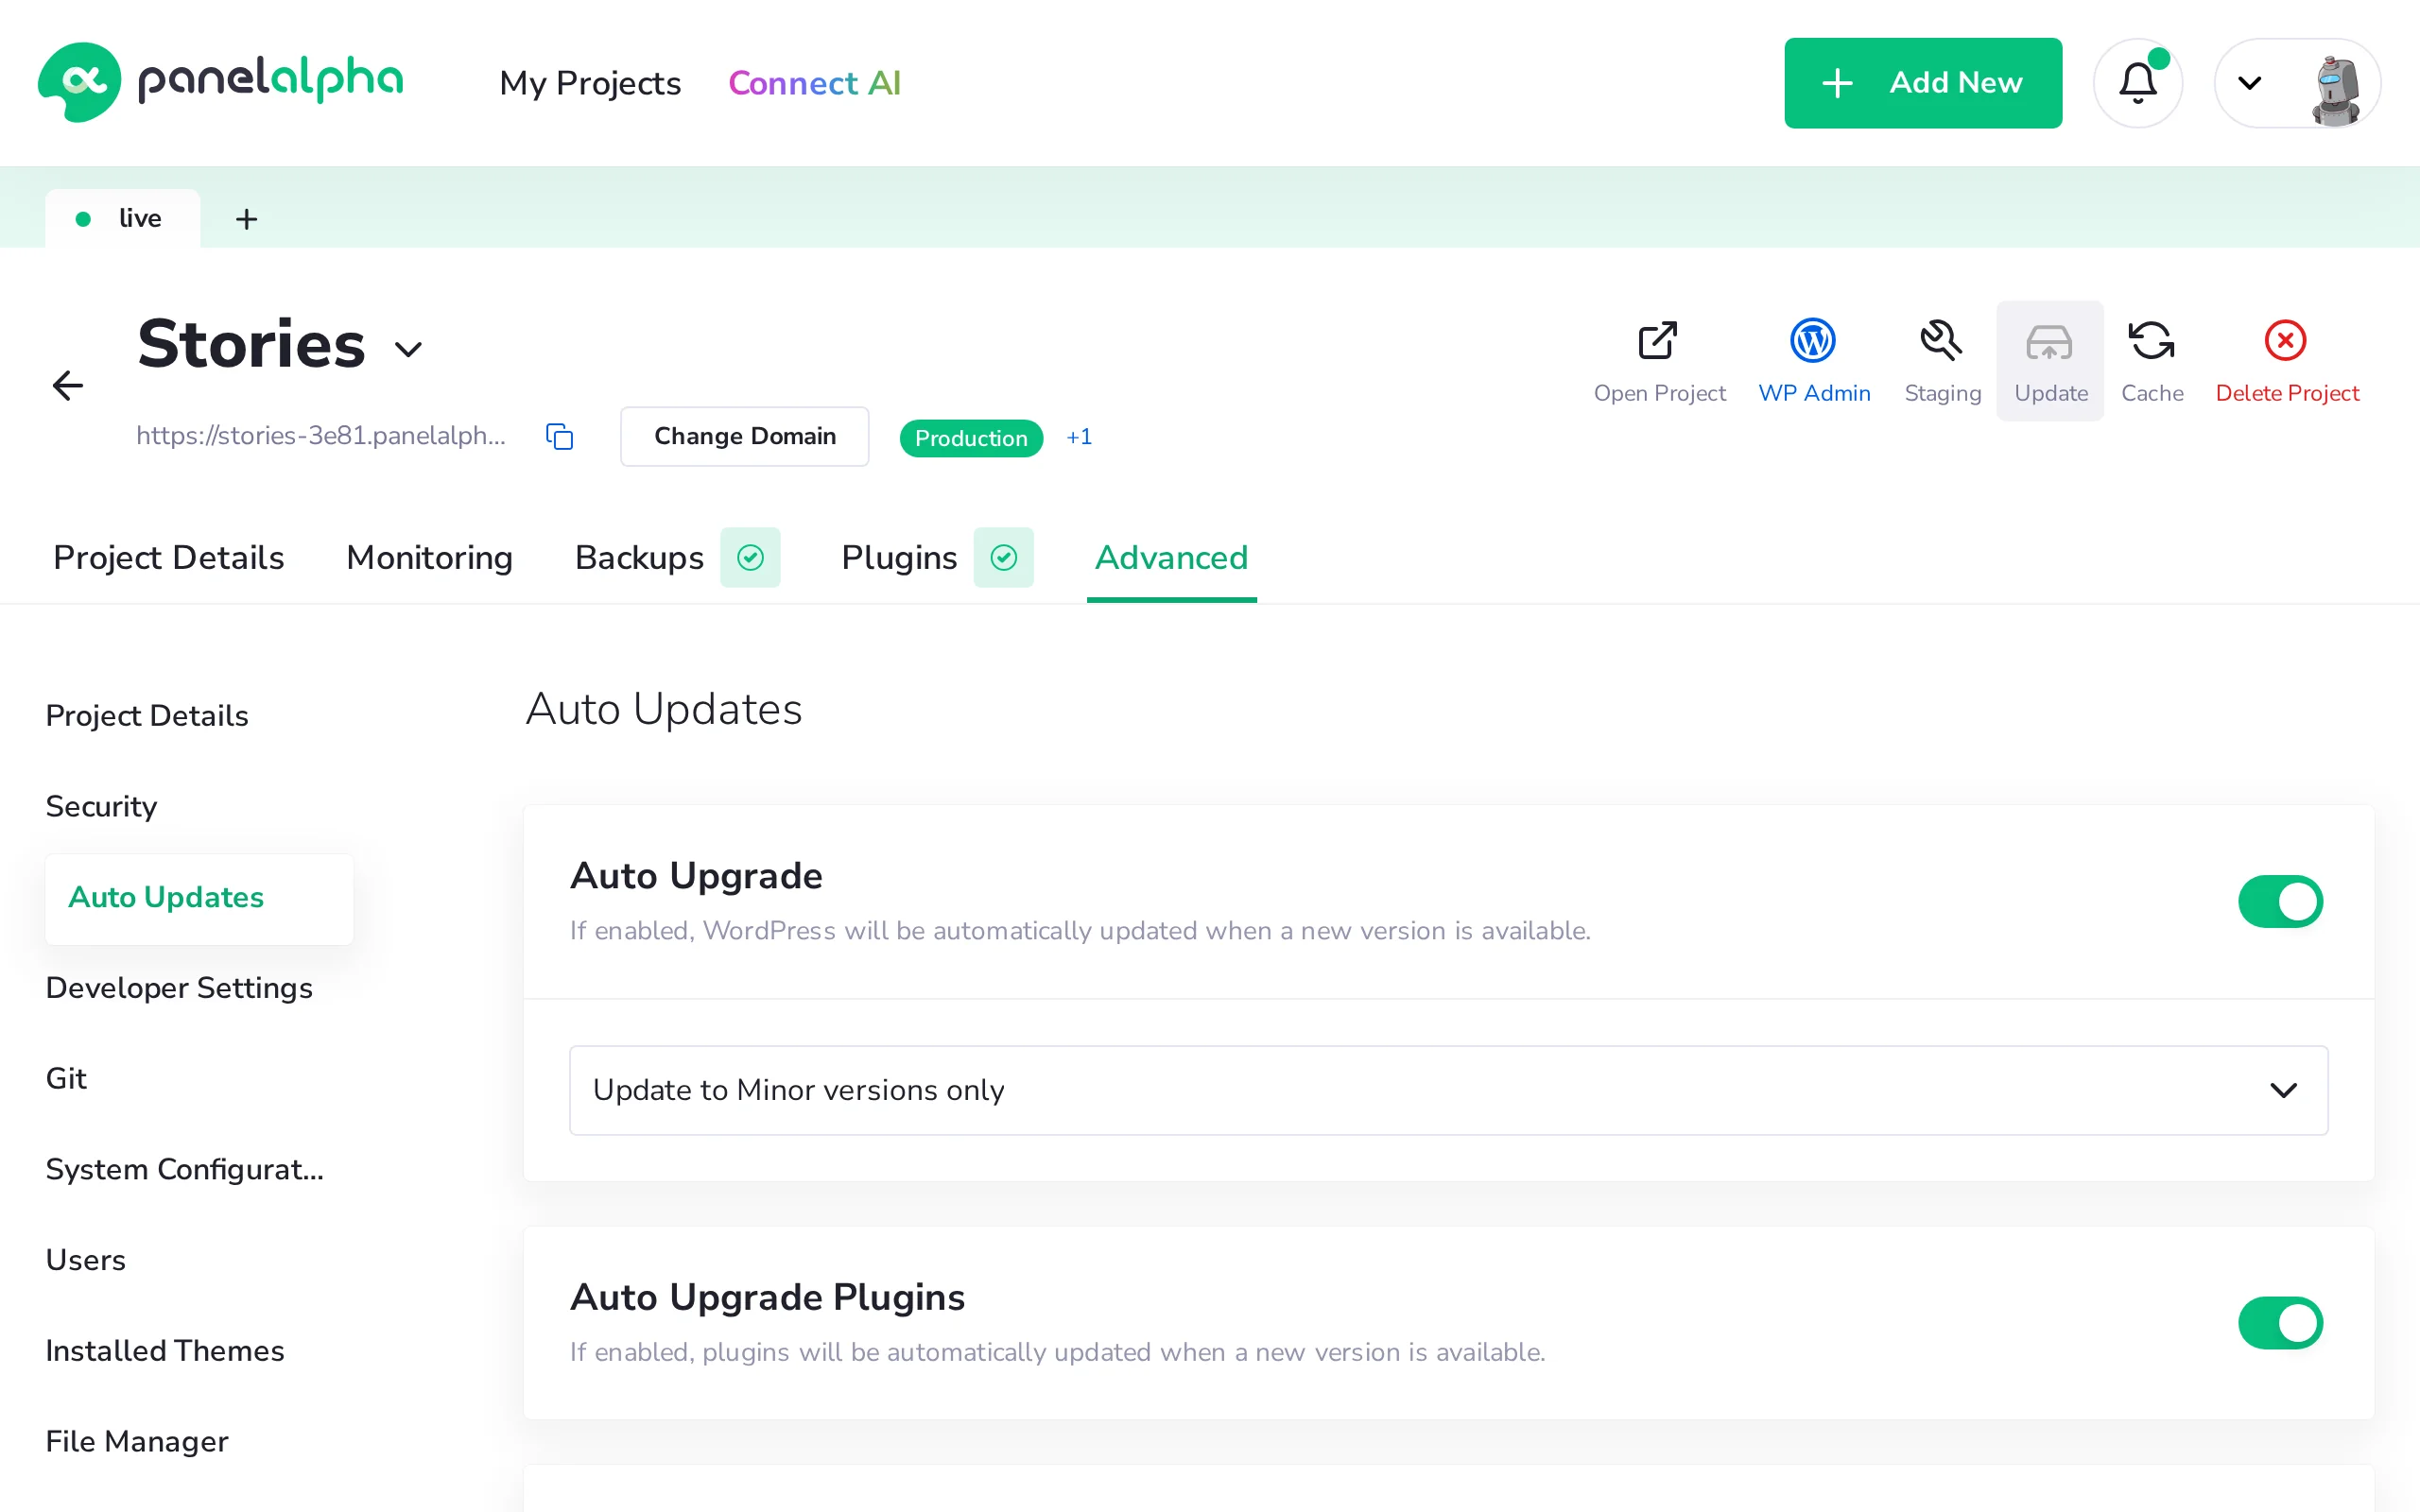 panelalpha
My Projects
Connect AI
Add New
live
Stories
https://stories-3e81.panelalph...
Change Domain
Production
+1
Open Project
WP Admin
Staging
Update
Cache
Delete Project
Project Details
Monitoring
Backups
Plugins
Advanced
Project Details
Security
Auto Updates
Developer Settings
Git
System Configurat...
Users
Installed Themes
File Manager
Auto Updates
Auto Upgrade
If enabled, WordPress will be automatically updated when a new version is available.
Update to Minor versions only
Auto Upgrade Plugins
If enabled, plugins will be automatically updated when a new version is available.